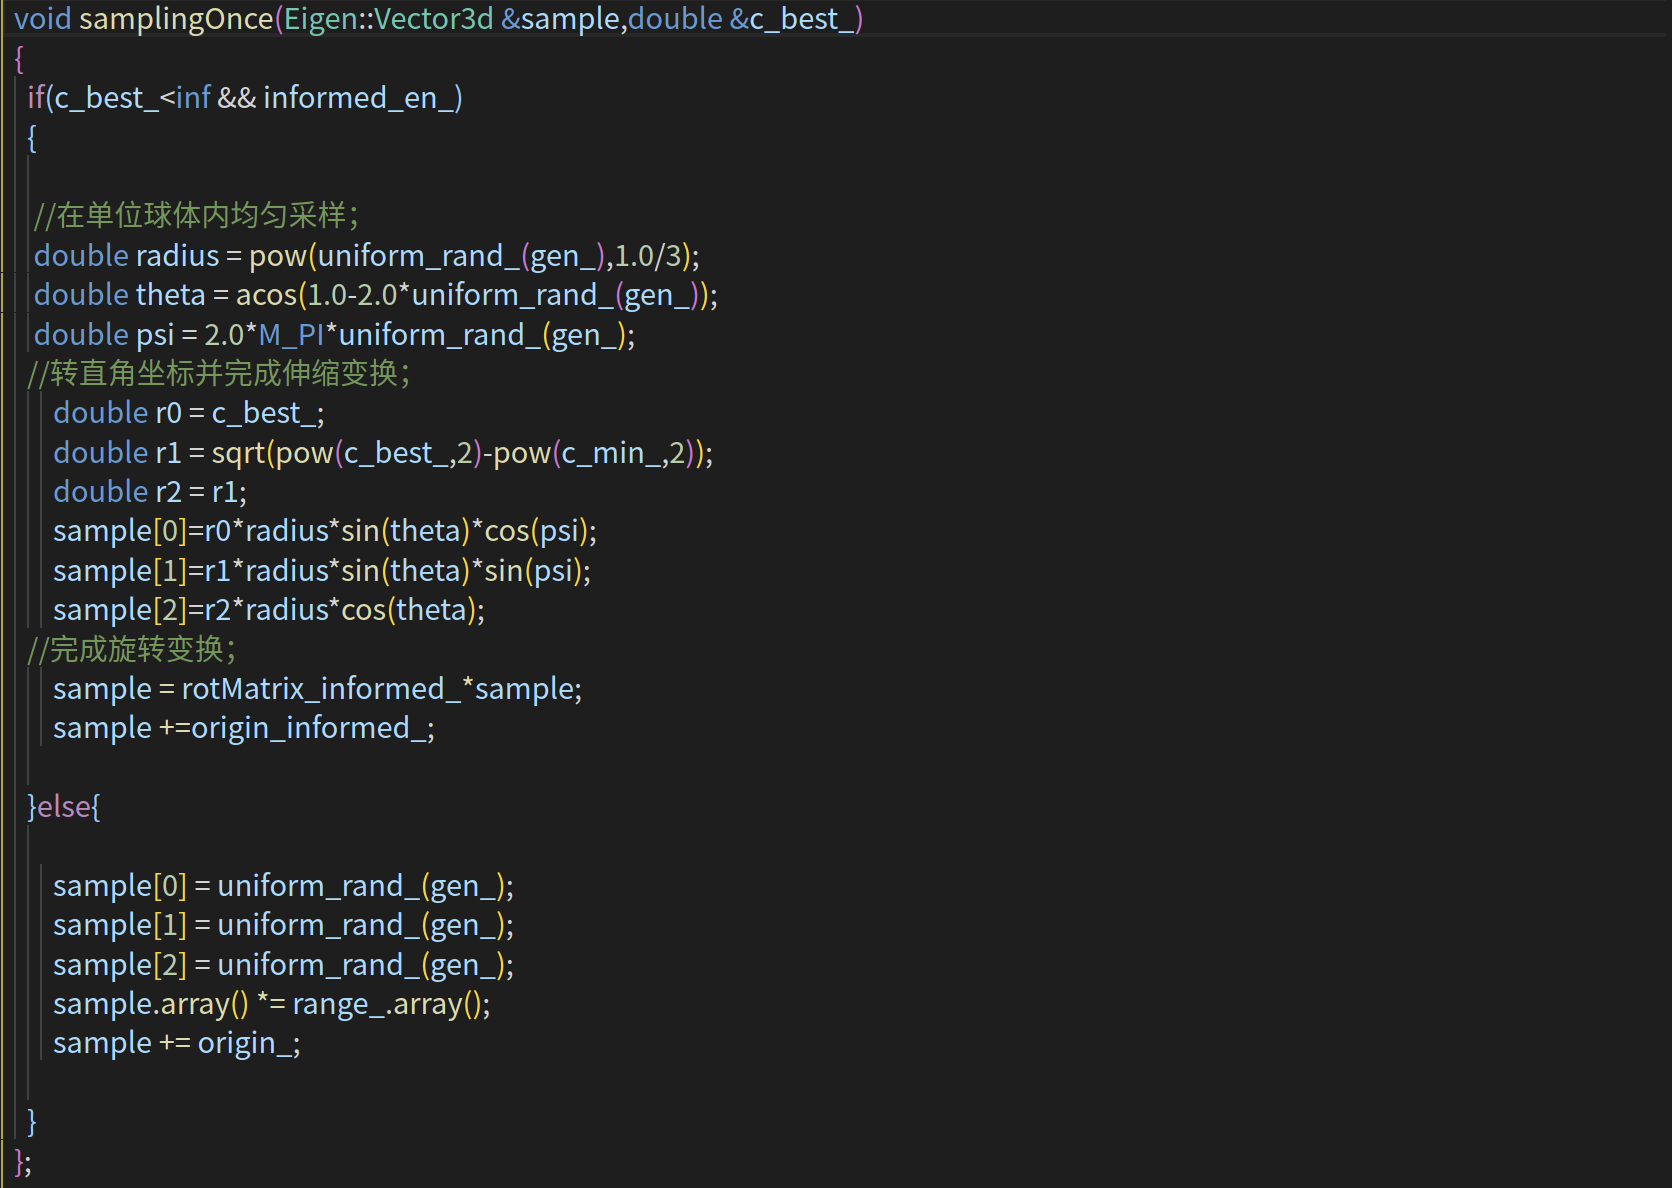 void samplingOnce(Eigen::Vector3d &sample,double &c_best_)
{
if(c_best_<inf && informed_en_)
{
//在单位球体内均匀采样；
double radius = pow(uniform_rand_(gen_),1.0/3);
double theta = acos(1.0-2.0*uniform_rand_(gen_));
double psi = 2.0*M_PI*uniform_rand_(gen_);
//转直角坐标并完成伸缩变换；
double r0 = c_best_;
double r1 = sqrt(pow(c_best_,2)-pow(c_min_,2));
double r2 = r1;
sample[0]=r0*radius*sin(theta)*cos(psi);
sample[1]=r1*radius*sin(theta)*sin(psi);
sample[2]=r2*radius*cos(theta);
//完成旋转变换；
sample = rotMatrix_informed_*sample;
sample +=origin_informed_;
}else{
sample[0] = uniform_rand_(gen_);
sample[1] = uniform_rand_(gen_);
sample[2] = uniform_rand_(gen_);
sample.array() *= range_.array();
sample += origin_;
}
};